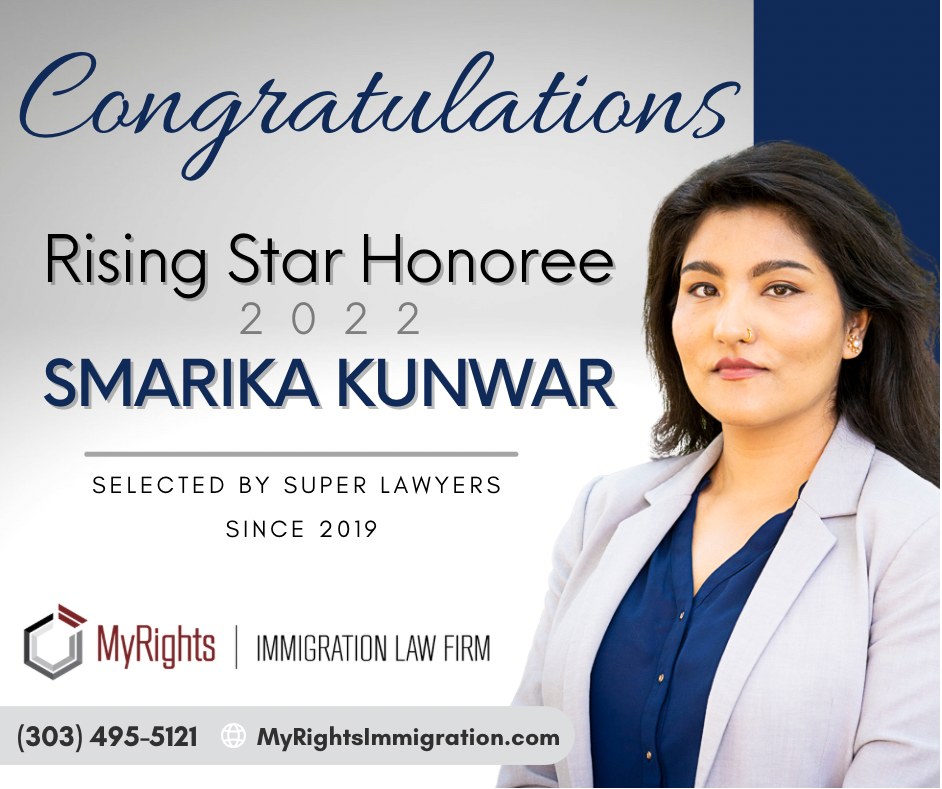 Congratulations
Rising Star Honoree
2022
SMARIKA KUNWAR
SELECTED BY SUPER LAWYERS
SINCE 2019
MyRights | IMMIGRATION LAW FIRM
(303) 495-5121 MyRightsImmigration.com